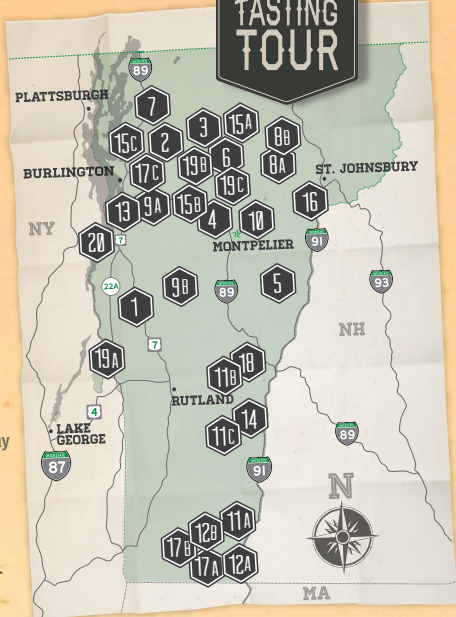 TASTING
TOUR
89
PLATTSBURGH
7
3
15A
15C
2
8B
19B
6
8A
BURLINGTON
17C
ST. JOHNSBURY
19C
13
9A
15B
16
4
10
NY
20
7
MONTPELIER
91
22A
9B
89
5
93
1
NH
7
19A
18
11B
RUTLAND
4
14
LAKE
GEORGE
11C
89
ay
87
91
N
11A
12B
17B
17A
12A
MA